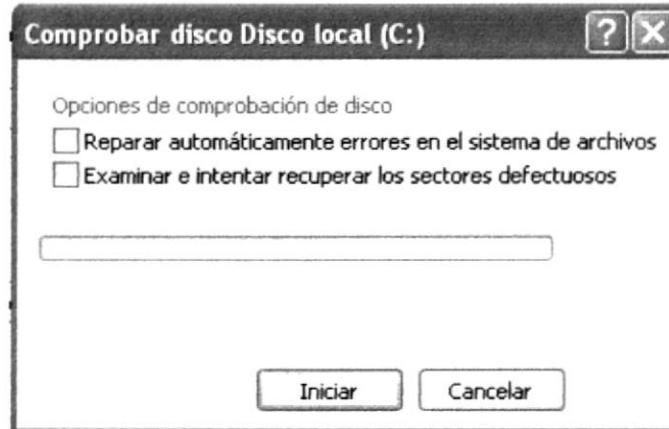 Comprobar disco Disco local (C:)
Opciones de comprobación de disco
Reparar automáticamente errores en el sistema de archivos
Examinar e intentar recuperar los sectores defectuosos
Iniciar Cancelar